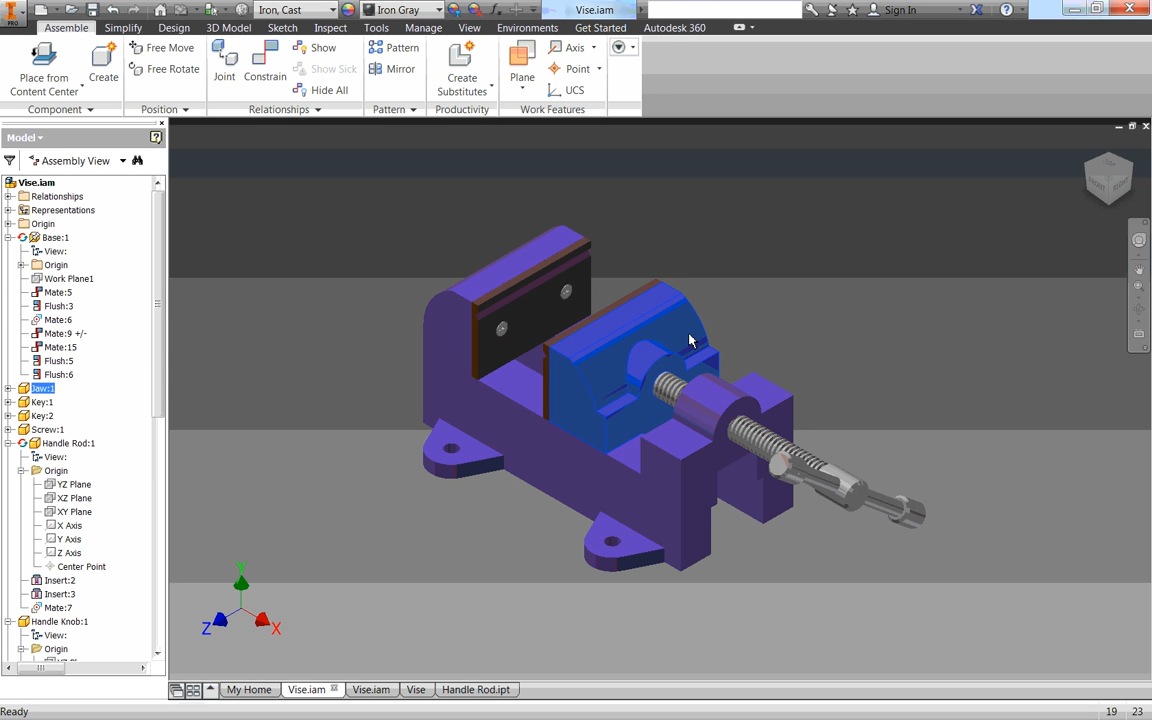 PRO
Iron, Cast
Iron Gray
Vise.iam
Sign In
Assemble Simplify Design 3D Model Sketch Inspect Tools Manage View Environments Get Started Autodesk 360
Place from
Content Center
Create
Free Move
Free Rotate
Joint
Constrain
Show
Show Sick
Hide All
Pattern
Mirror
Create
Substitutes
Plane
Axis
Point
UCS
Component Position Relationships Pattern Productivity Work Features
Model
Assembly View
Vise.iam
Relationships
Representations
Origin
Base:1
View:
Origin
Work Plane1
Mate:5
Flush:3
Mate:6
Mate:9 +/-
Mate:15
Flush:5
Flush:6
Jaw:1
Key:1
Key:2
Screw:1
Handle Rod:1
View:
Origin
YZ Plane
XZ Plane
XY Plane
X Axis
Y Axis
Z Axis
Center Point
Insert:2
Insert:3
Mate:7
Handle Knob:1
View:
Origin
FRONT RIGHT
Y
Z X
My Home Vise.iam Vise.iam Vise Handle Rod.ipt
Ready 19 23